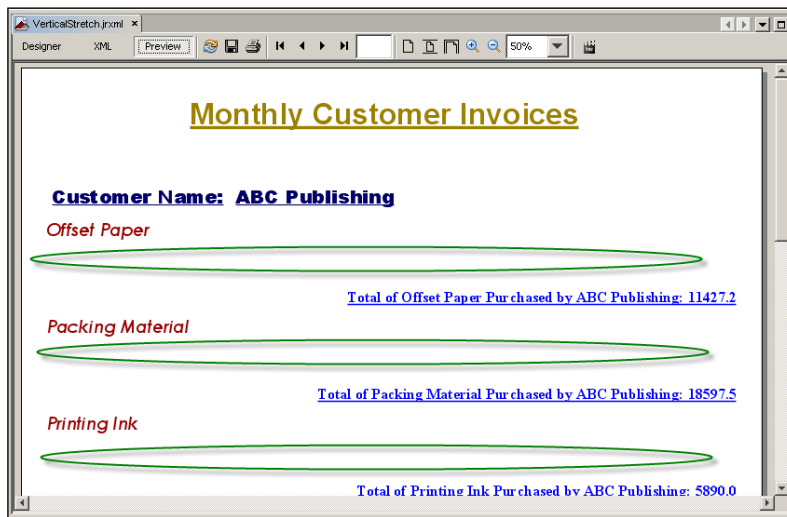 VerticalStretch.jrxml
Designer XML Preview 50%
Monthly Customer Invoices
Customer Name: ABC Publishing
Offset Paper
Total of Offset Paper Purchased by ABC Publishing: 11427.2
Packing Material
Total of Packing Material Purchased by ABC Publishing: 18597.5
Printing Ink
Total of Printing Ink Purchased by ABC Publishing: 5890.0